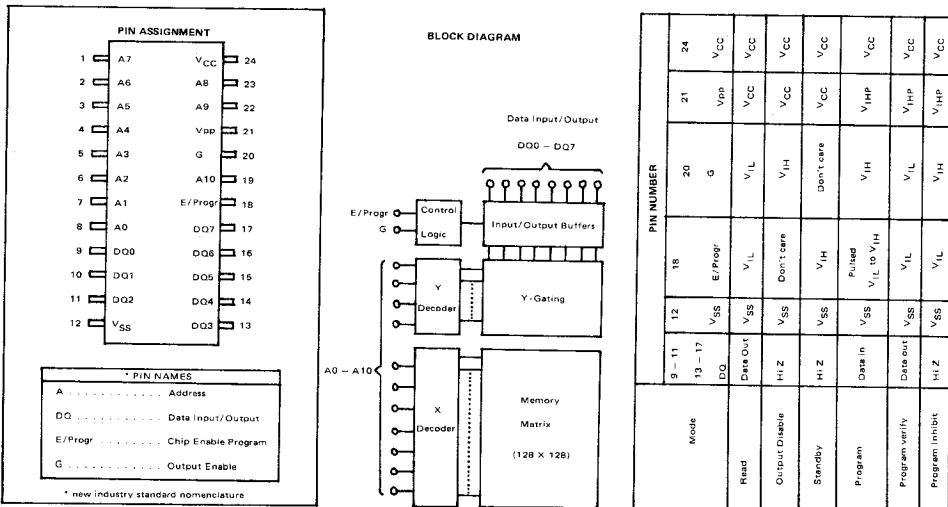 PIN ASSIGNMENT
1 A7 VCC 24
2 A6 A8 23
3 A5 A9 22
4 A4 Vpp 21
5 A3 G 20
6 A2 A10 19
7 A1 E/Progr 18
8 A0 DQ7 17
9 DQ0 DQ6 16
10 DQ1 DQ5 15
11 DQ2 DQ4 14
12 VSS DQ3 13
* PIN NAMES
A . . . . . . . . . . . . Address
DQ . . . . . . . . . . . Data Input/Output
E/Progr . . . . . . . . Chip Enable Program
G . . . . . . . . . . . . Output Enable
* new industry standard nomenclature
BLOCK DIAGRAM
Data Input/Output
DQ0 – DQ7
E/Progr
G
Control
Logic
Input/Output Buffers
Y
Decoder
Y-Gating
A0 – A10
X
Decoder
Memory
Matrix
(128 X 128)
PIN NUMBER
Mode
9 – 11
13 – 17
DQ
12
VSS
18
E/Progr
20
G
21
Vpp
24
VCC
Read Data Out VSS VIL VIL VCC VCC
Output Disable Hi Z VSS Don't care VIH VCC VCC
Standby Hi Z VSS VIH Don't care VCC VCC
Program Data In VSS Pulsed VIL to VIH VIH VIHP VCC
Program verify Data out VSS VIL VIL VIHP VCC
Program Inhibit Hi Z VSS VIL VIH VIHP VCC